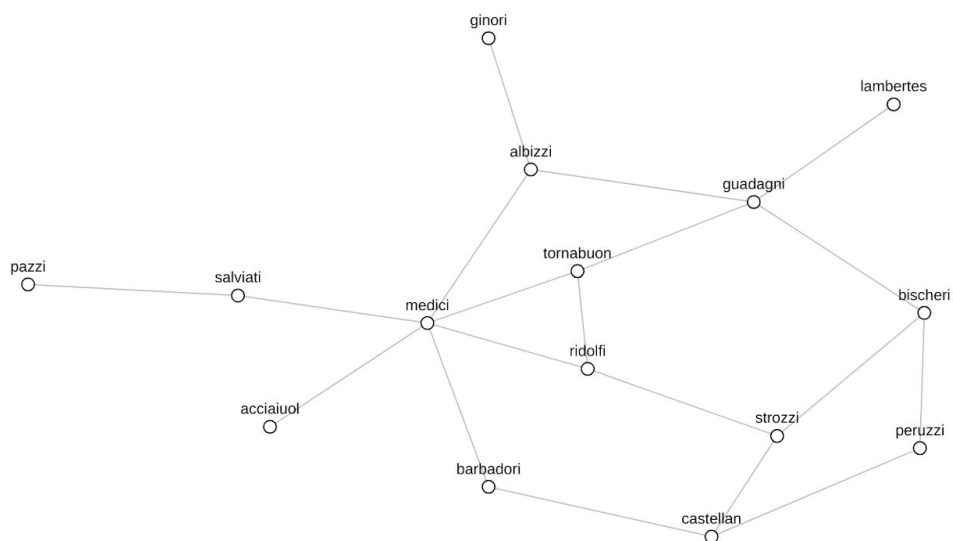 ginori
lambertes
albizzi
guadagni
tornabuon
pazzi
salviati
bischeri
medici
ridolfi
acciaiuol
strozzi
peruzzi
barbadori
castellan